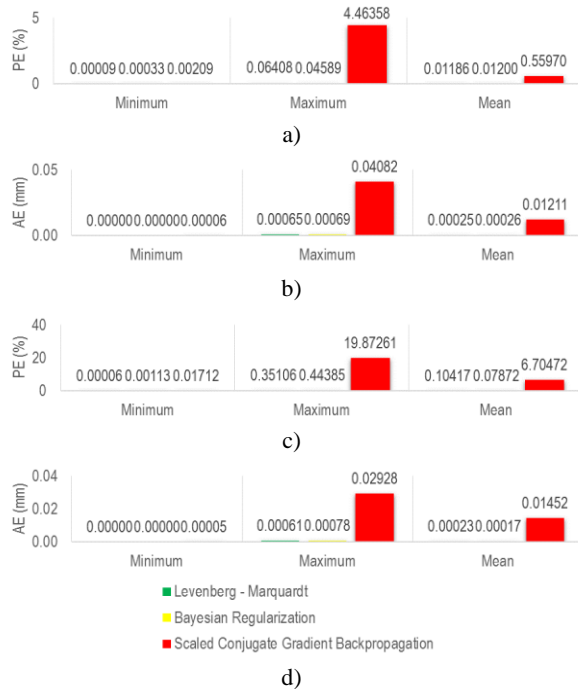 4.46358
5
PE (%)
0.55970
0.00009 0.00033 0.00209
0.06408 0.04589
0.01186 0.01200
0
Minimum Maximum Mean
a)
0.04082
0.05
AE (mm)
0.01211
0.00000 0.00000 0.00006
0.00065 0.00069
0.00025 0.00026
0.00
Minimum Maximum Mean
b)
40
PE (%)
19.87261
20
6.70472
0.00006 0.00113 0.01712
0.35106 0.44385
0.10417 0.07872
0
Minimum Maximum Mean
c)
0.04
AE (mm)
0.02928
0.02
0.01452
0.00000 0.00000 0.00005
0.00061 0.00078
0.00023 0.00017
0.00
Minimum Maximum Mean
Levenberg - Marquardt
Bayesian Regularization
Scaled Conjugate Gradient Backpropagation
d)